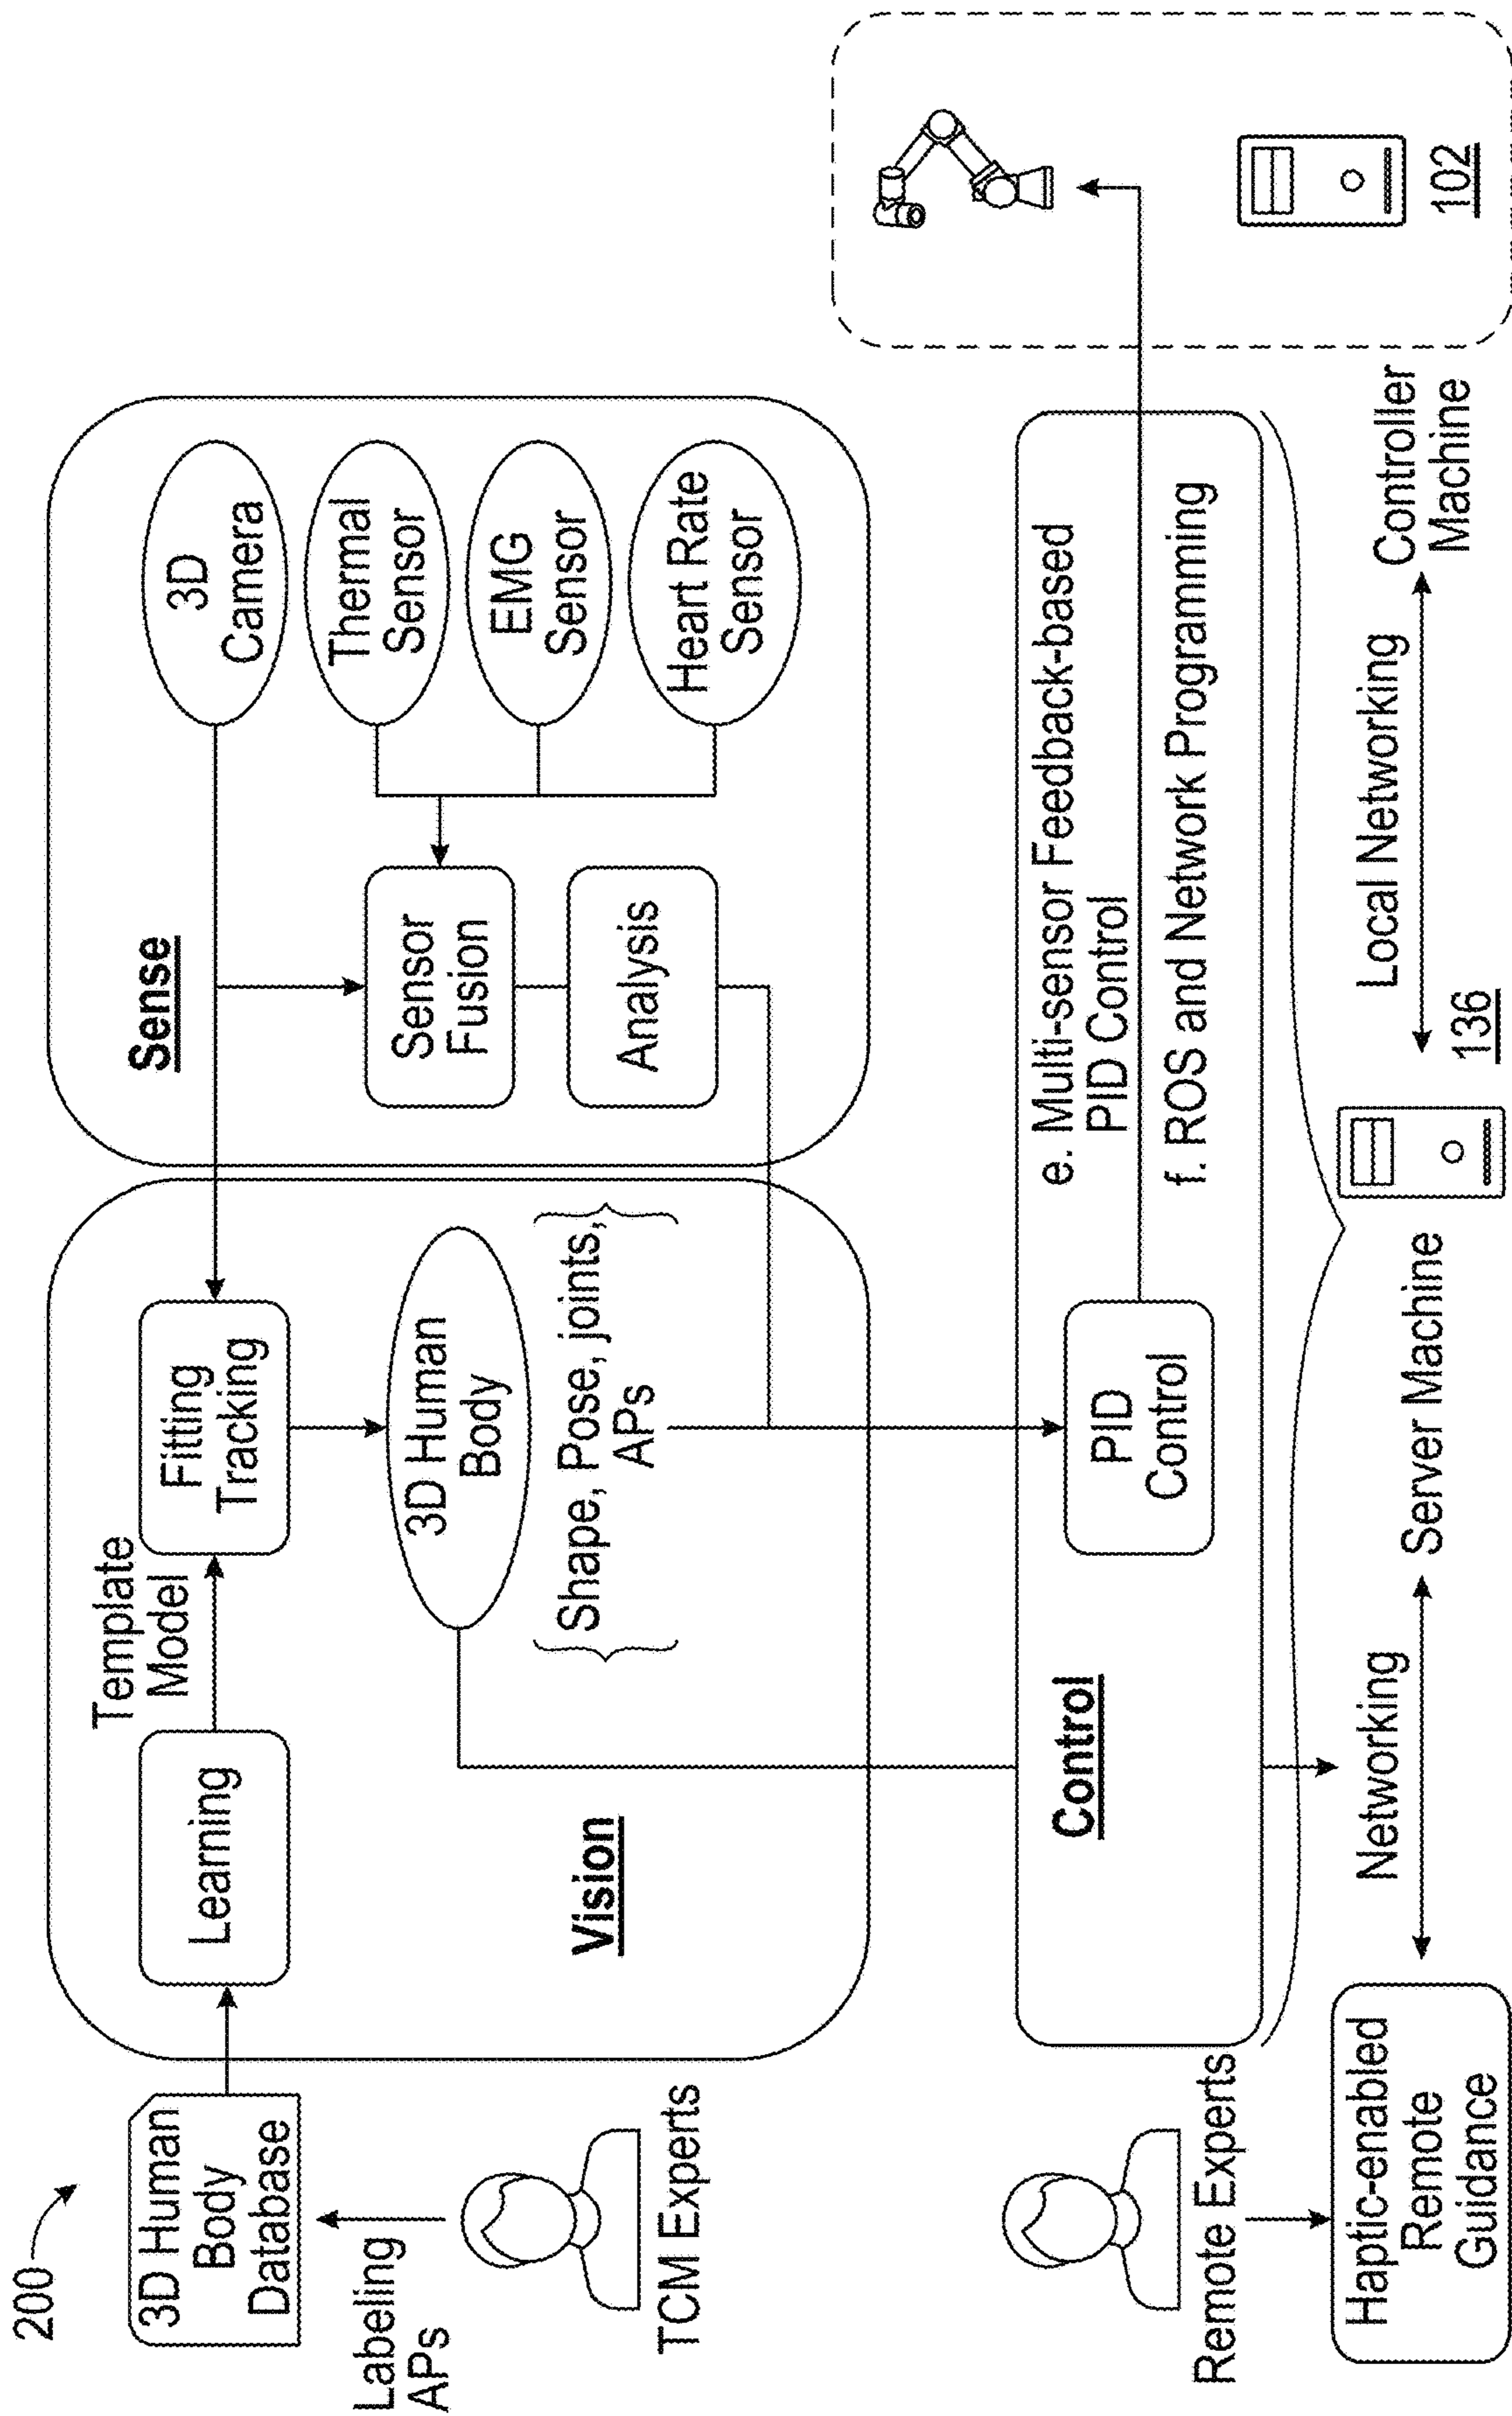 200
3D Human
Body
Database
Labeling
APs
TCM Experts
Vision
Learning
Template
Model
Fitting
Tracking
3D Human
Body
Shape, Pose, joints,
APs
Sense
3D
Camera
Thermal
Sensor
EMG
Sensor
Heart Rate
Sensor
Sensor
Fusion
Analysis
Control
PID
Control
e. Multi-sensor Feedback-based
PID Control
f. ROS and Network Programming
Remote Experts
Haptic-enabled
Remote
Guidance
Networking
Server Machine
136
Local Networking
Controller
Machine
102